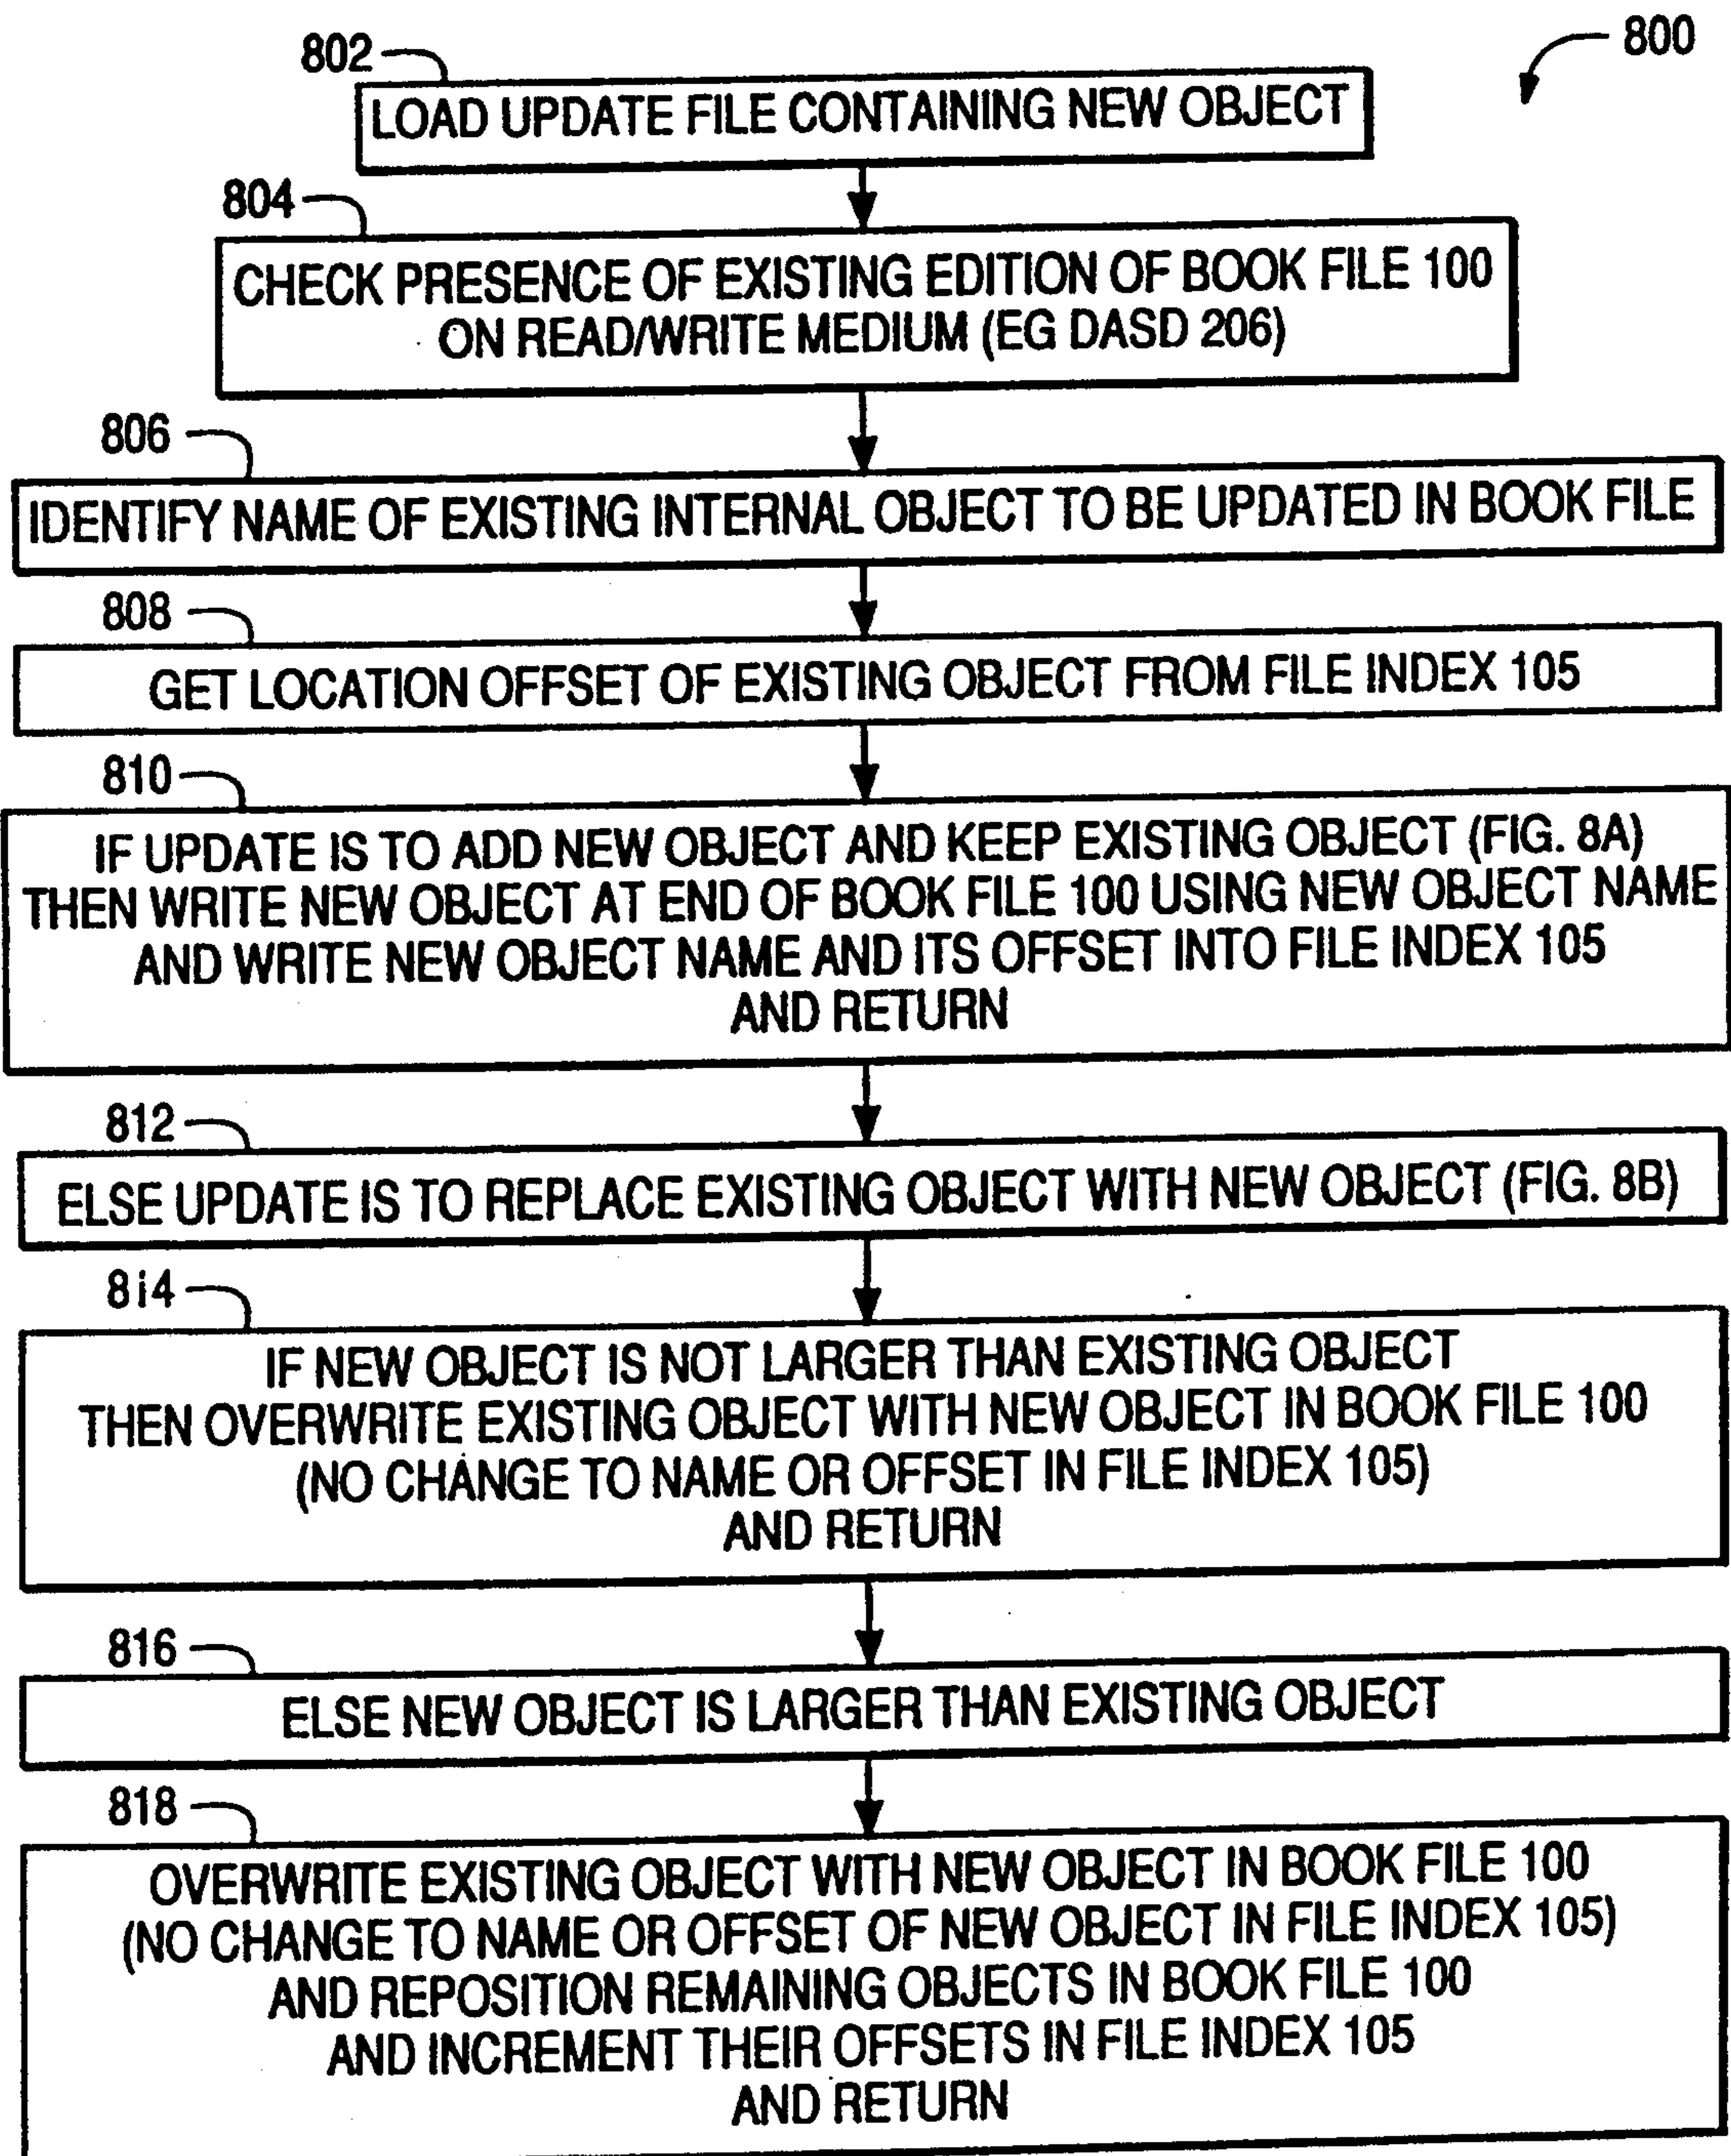 800
802
LOAD UPDATE FILE CONTAINING NEW OBJECT
804
CHECK PRESENCE OF EXISTING EDITION OF BOOK FILE 100
ON READ/WRITE MEDIUM (EG DASD 206)
806
IDENTIFY NAME OF EXISTING INTERNAL OBJECT TO BE UPDATED IN BOOK FILE
808
GET LOCATION OFFSET OF EXISTING OBJECT FROM FILE INDEX 105
810
IF UPDATE IS TO ADD NEW OBJECT AND KEEP EXISTING OBJECT (FIG. 8A)
THEN WRITE NEW OBJECT AT END OF BOOK FILE 100 USING NEW OBJECT NAME
AND WRITE NEW OBJECT NAME AND ITS OFFSET INTO FILE INDEX 105
AND RETURN
812
ELSE UPDATE IS TO REPLACE EXISTING OBJECT WITH NEW OBJECT (FIG. 8B)
8i4
IF NEW OBJECT IS NOT LARGER THAN EXISTING OBJECT
THEN OVERWRITE EXISTING OBJECT WITH NEW OBJECT IN BOOK FILE 100
(NO CHANGE TO NAME OR OFFSET IN FILE INDEX 105)
AND RETURN
816
ELSE NEW OBJECT IS LARGER THAN EXISTING OBJECT
818
OVERWRITE EXISTING OBJECT WITH NEW OBJECT IN BOOK FILE 100
(NO CHANGE TO NAME OR OFFSET OF NEW OBJECT IN FILE INDEX 105)
AND REPOSITION REMAINING OBJECTS IN BOOK FILE 100
AND INCREMENT THEIR OFFSETS IN FILE INDEX 105
AND RETURN